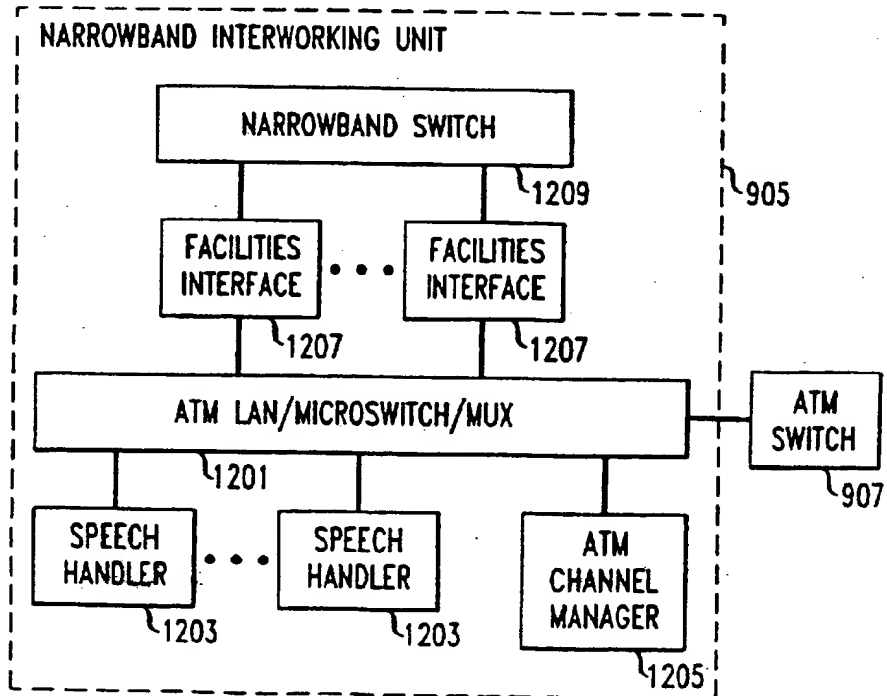 NARROWBAND INTERWORKING UNIT
NARROWBAND SWITCH
1209
905
FACILITIES
INTERFACE
1207
FACILITIES
INTERFACE
1207
ATM LAN/MICROSWITCH/MUX
1201
ATM
SWITCH
907
SPEECH
HANDLER
1203
SPEECH
HANDLER
1203
ATM
CHANNEL
MANAGER
1205